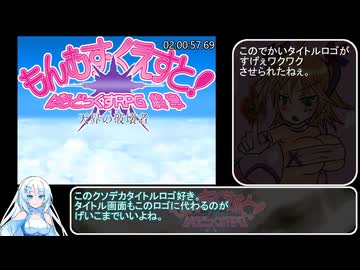 02:00:57.69
もんむすくえすと!
ぱらどっくすRPG 終章
天界の破壊者
このでかいタイトルロゴが
すげぇワクワク
させられたねぇ。
このクソデカタイトルロゴ好き。
タイトル画面もこのロゴに代わるのが
げいこまでいいよね。